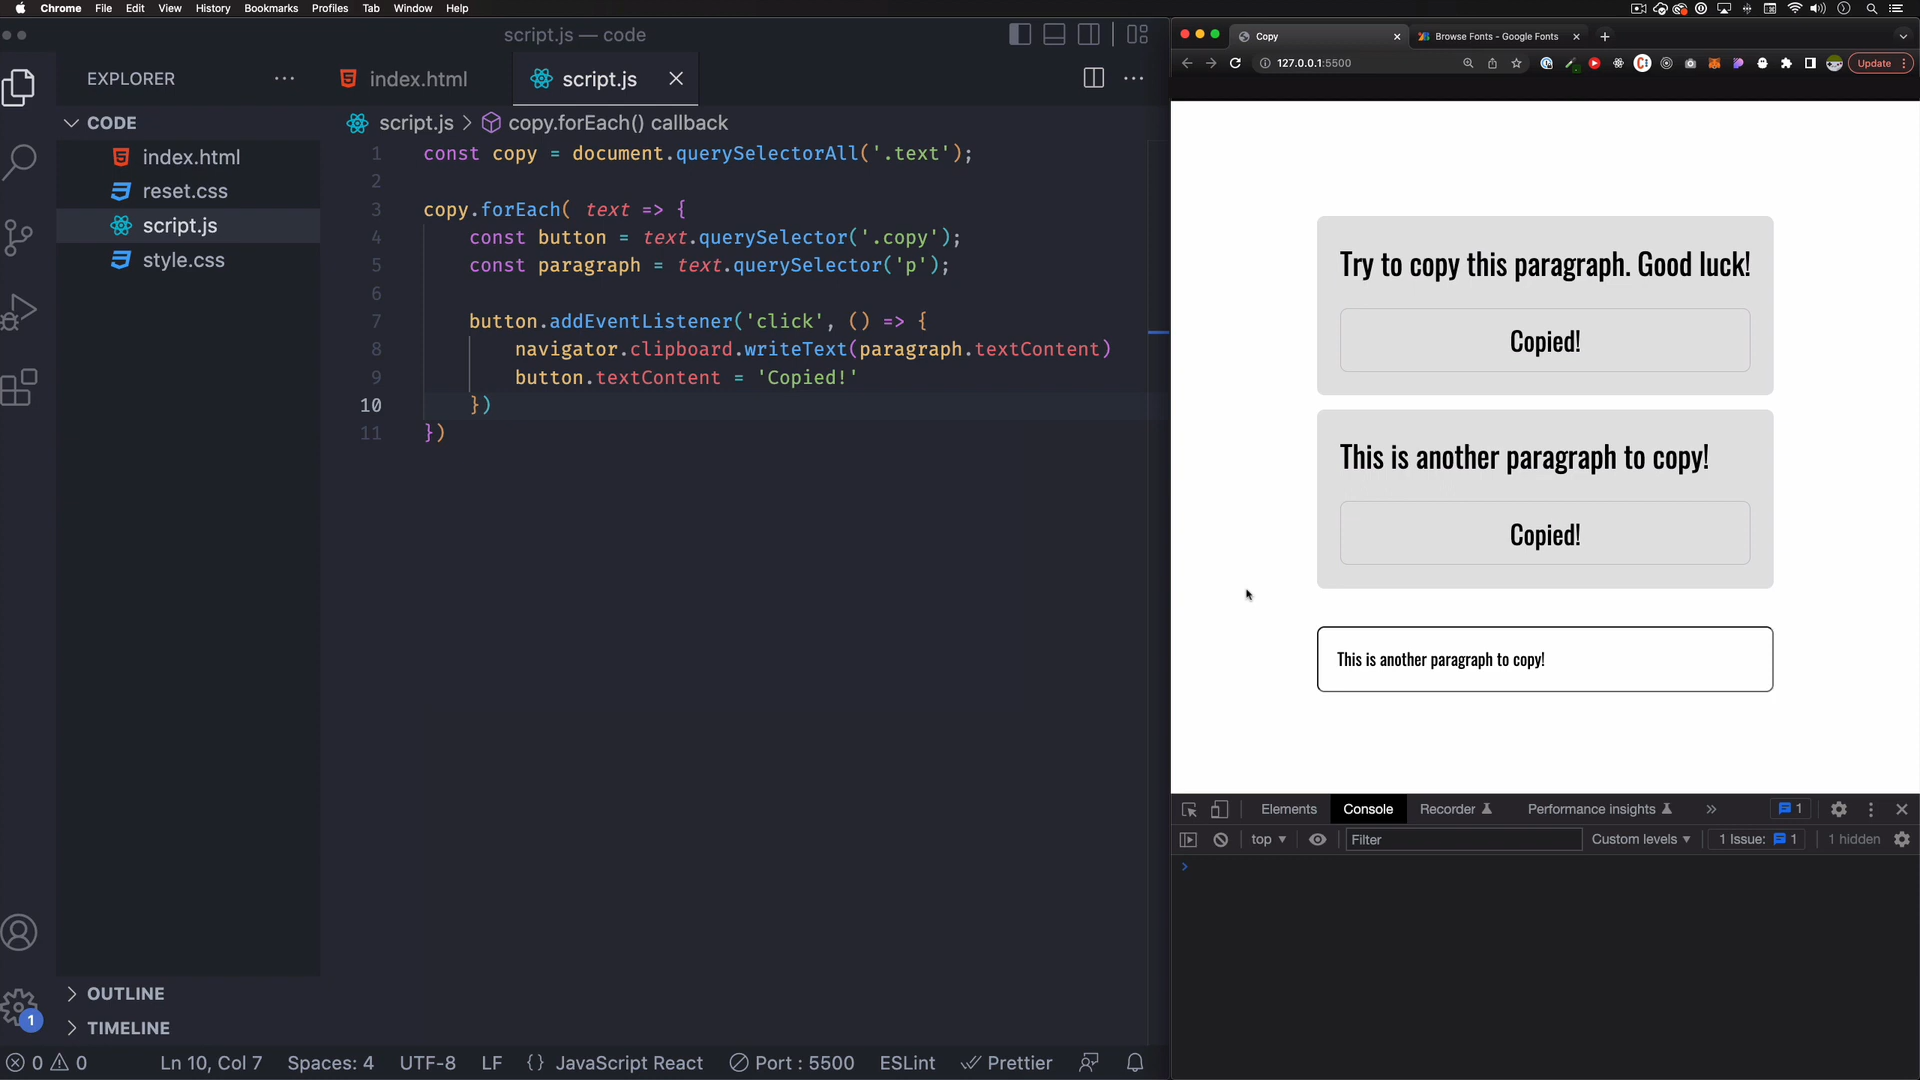 Chrome File Edit View History Bookmarks Profiles Tab Window Help
script.js — code
EXPLORER
index.html
script.js
CODE
index.html
reset.css
script.js
style.css
script.js > copy.forEach() callback
1 const copy = document.querySelectorAll('.text');
2
3 copy.forEach( text => {
4 const button = text.querySelector('.copy');
5 const paragraph = text.querySelector('p');
6
7 button.addEventListener('click', () => {
8 navigator.clipboard.writeText(paragraph.textContent)
9 button.textContent = 'Copied!'
10 })
11 })
OUTLINE
TIMELINE
1
0 0 Ln 10, Col 7 Spaces: 4 UTF-8 LF {} JavaScript React Port : 5500 ESLint Prettier
Copy
Browse Fonts - Google Fonts
127.0.0.1:5500
Update
Try to copy this paragraph. Good luck!
Copied!
This is another paragraph to copy!
Copied!
This is another paragraph to copy!
Elements Console Recorder Performance insights » 1
top Filter Custom levels 1 Issue: 1 1 hidden
>